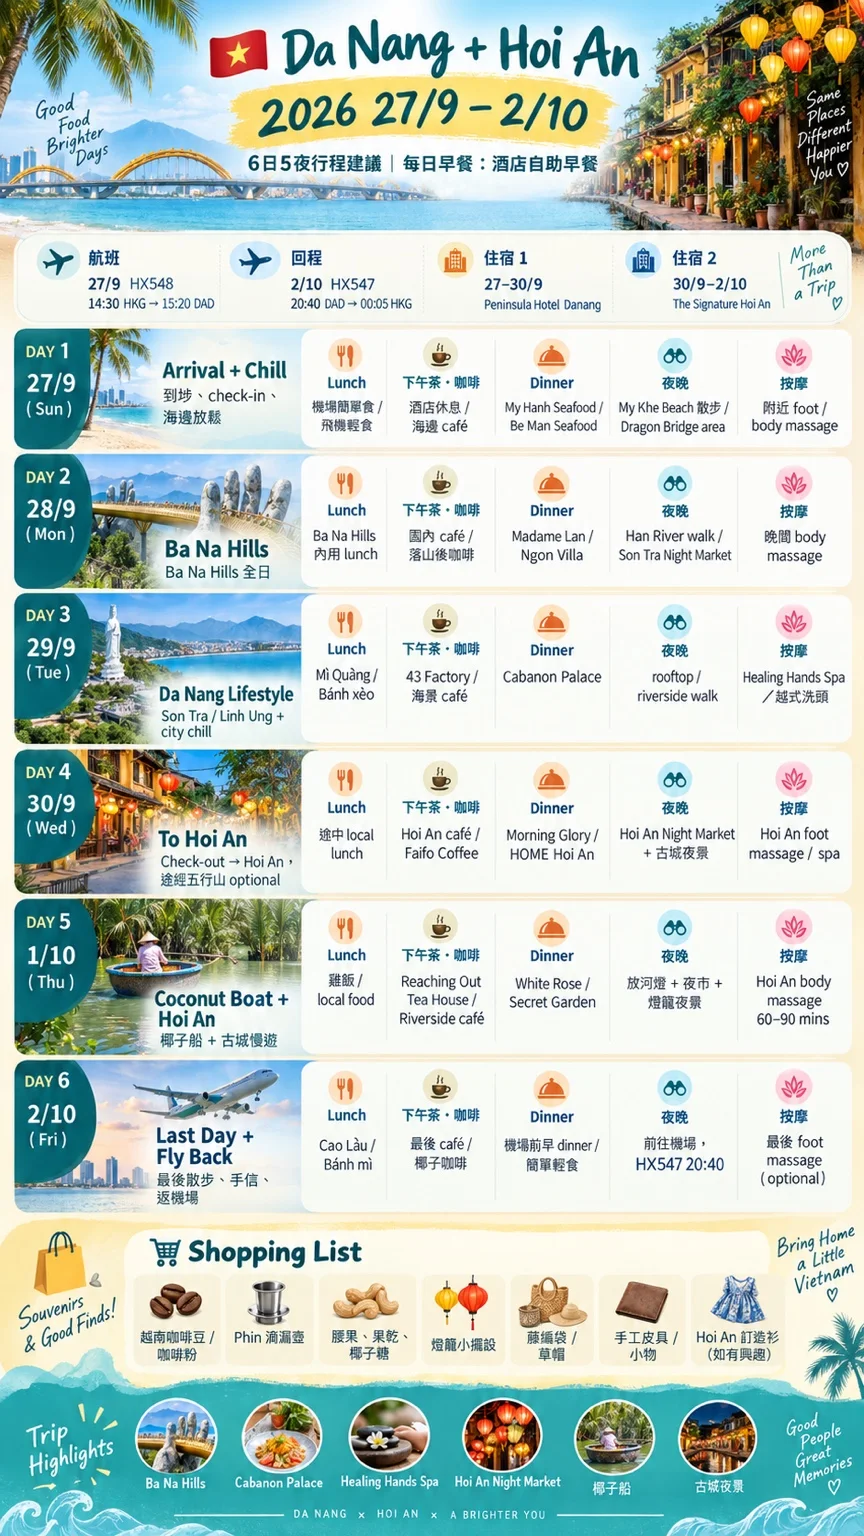 Da Nang + Hoi An
2026 27/9 – 2/10
6日5夜行程建議｜每日早餐：酒店自助早餐
Good
Food
Brighter
Days
Same
Places
Different
Happier
You ♡
航班
27/9 HX548
14:30 HKG → 15:20 DAD
回程
2/10 HX547
20:40 DAD → 00:05 HKG
住宿 1
27–30/9
Peninsula Hotel Danang
住宿 2
30/9–2/10
The Signature Hoi An
More
Than
a Trip
♡
DAY 1
27/9
( Sun )
Arrival + Chill
到埗、check-in、
海邊放鬆
Lunch
機場簡單食 /
飛機輕食
下午茶・咖啡
酒店休息 /
海邊 café
Dinner
My Hanh Seafood /
Be Man Seafood
夜晚
My Khe Beach 散步 /
Dragon Bridge area
按摩
附近 foot /
body massage
DAY 2
28/9
( Mon )
Ba Na Hills
Ba Na Hills 全日
Lunch
Ba Na Hills
內用 lunch
下午茶・咖啡
園內 café /
落山後咖啡
Dinner
Madame Lan /
Ngon Villa
夜晚
Han River walk /
Son Tra Night Market
按摩
晚間 body
massage
DAY 3
29/9
( Tue )
Da Nang Lifestyle
Son Tra / Linh Ung +
city chill
Lunch
Mì Quảng /
Bánh xèo
下午茶・咖啡
43 Factory /
海景 café
Dinner
Cabanon Palace
夜晚
rooftop /
riverside walk
按摩
Healing Hands Spa
／越式洗頭
DAY 4
30/9
( Wed )
To Hoi An
Check-out → Hoi An，
途經五行山 optional
Lunch
途中 local
lunch
下午茶・咖啡
Hoi An café /
Faifo Coffee
Dinner
Morning Glory /
HOME Hoi An
夜晚
Hoi An Night Market
+ 古城夜景
按摩
Hoi An foot
massage / spa
DAY 5
1/10
( Thu )
Coconut Boat +
Hoi An
椰子船 + 古城慢遊
Lunch
雞飯 /
local food
下午茶・咖啡
Reaching Out
Tea House /
Riverside café
Dinner
White Rose /
Secret Garden
夜晚
放河燈 + 夜市 +
燈籠夜景
按摩
Hoi An body
massage
60–90 mins
DAY 6
2/10
( Fri )
Last Day +
Fly Back
最後散步、手信、
返機場
Lunch
Cao Làu /
Bánh mì
下午茶・咖啡
最後 café /
椰子咖啡
Dinner
機場前早 dinner /
簡單輕食
夜晚
前往機場，
HX547 20:40
按摩
最後 foot
massage
(optional)
Shopping List
Souvenirs
& Good Finds!
Bring Home
a Little
Vietnam
♡
越南咖啡豆 /
咖啡粉
Phin 滴漏壺
腰果、果乾、
椰子糖
燈籠小擺設
藤編袋 /
草帽
手工皮具 /
小物
Hoi An 訂造衫
（如有興趣）
Trip
Highlights
Ba Na Hills
Cabanon Palace
Healing Hands Spa
Hoi An Night Market
椰子船
古城夜景
Good
People
Great
Memories
♡
DA NANG × HOI AN × A BRIGHTER YOU